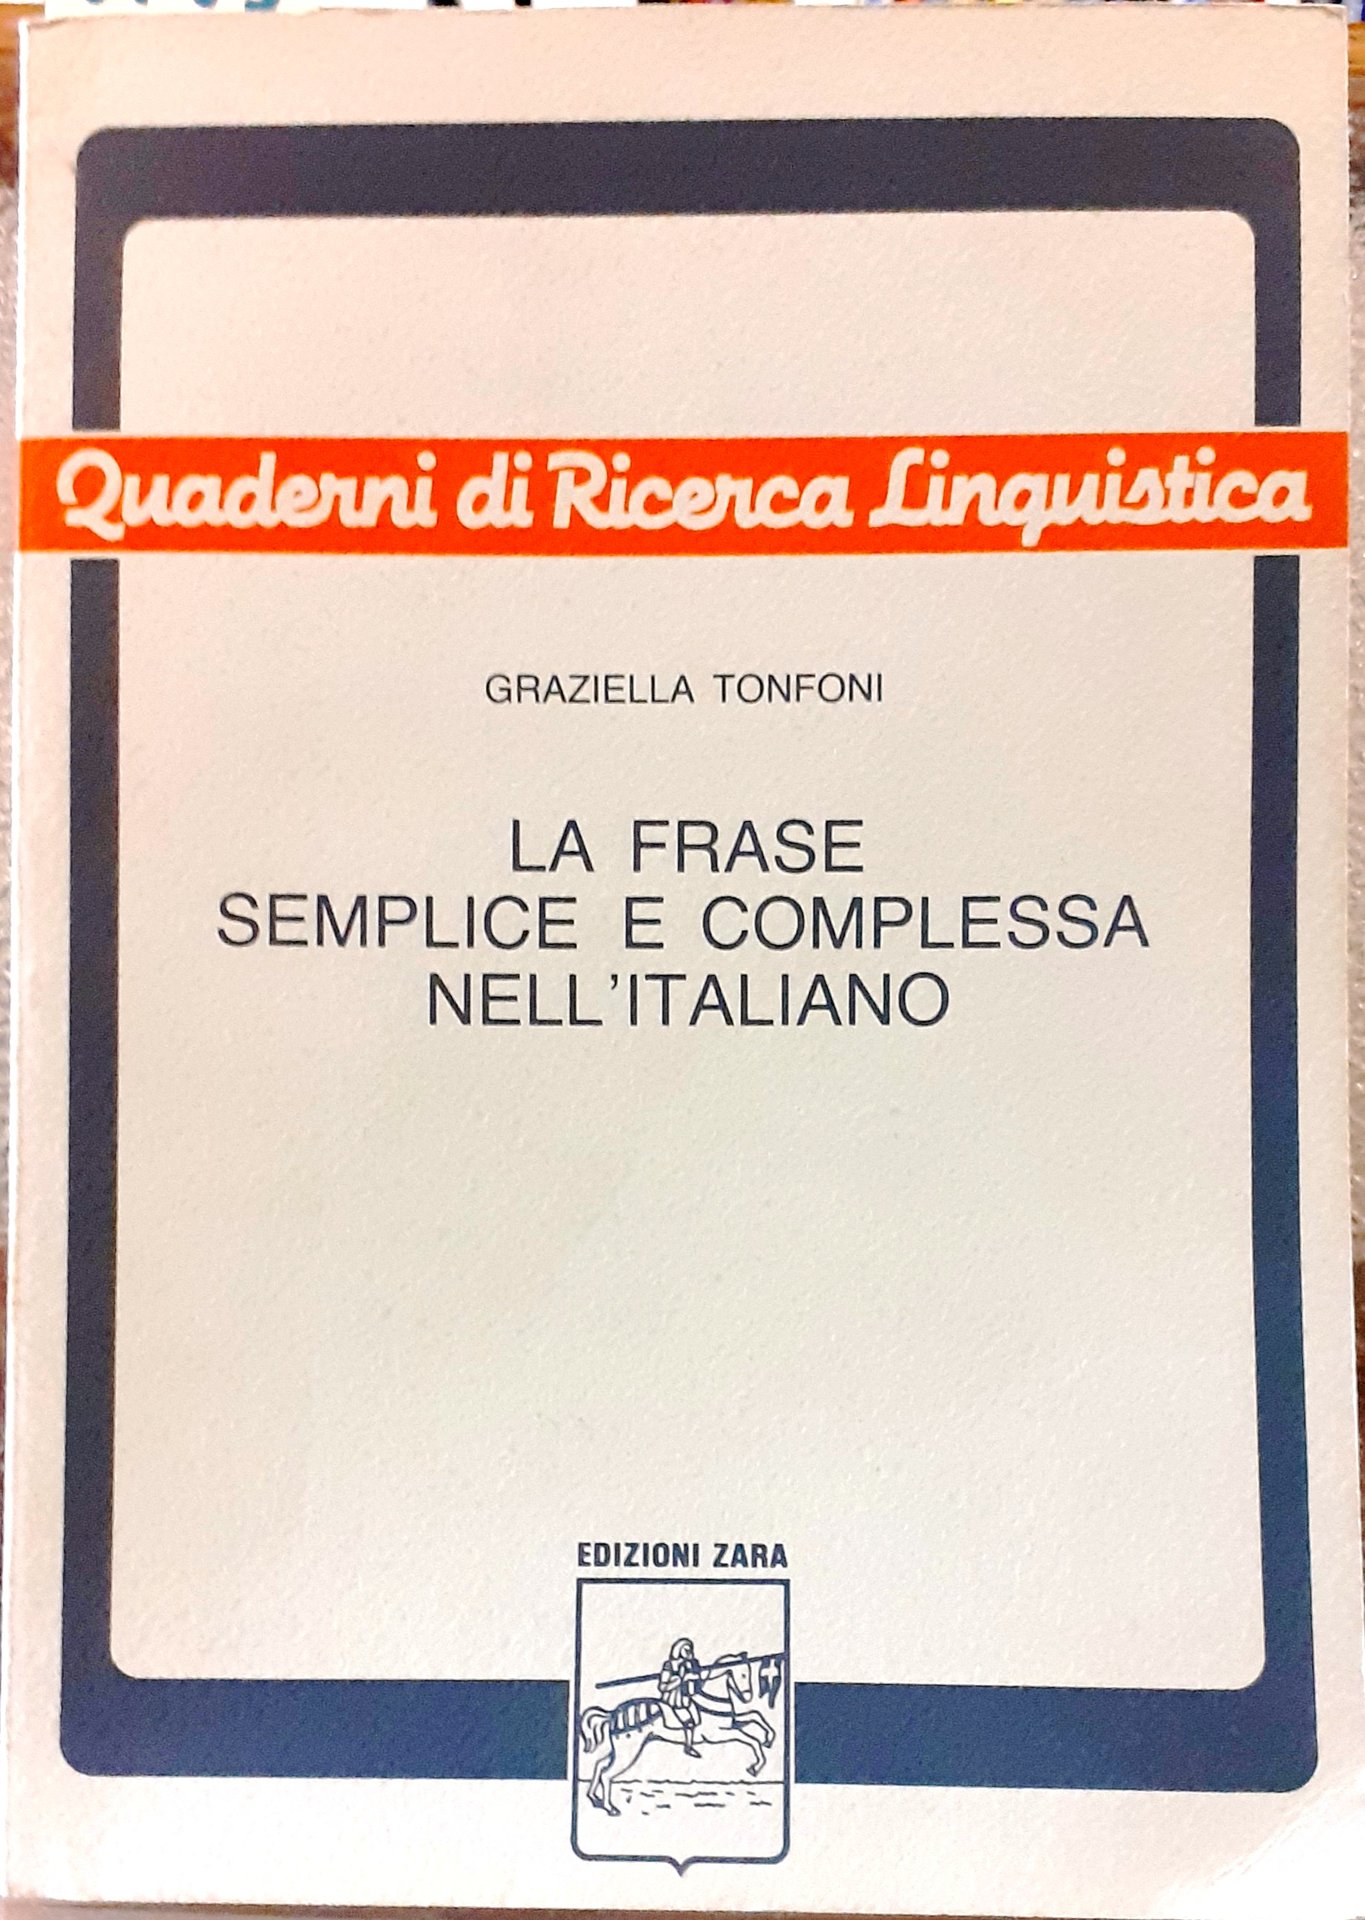 Quaderni di Ricerca Linguistica
GRAZIELLA TONFONI
LA FRASE
SEMPLICE E COMPLESSA
NELL'ITALIANO
EDIZIONI ZARA